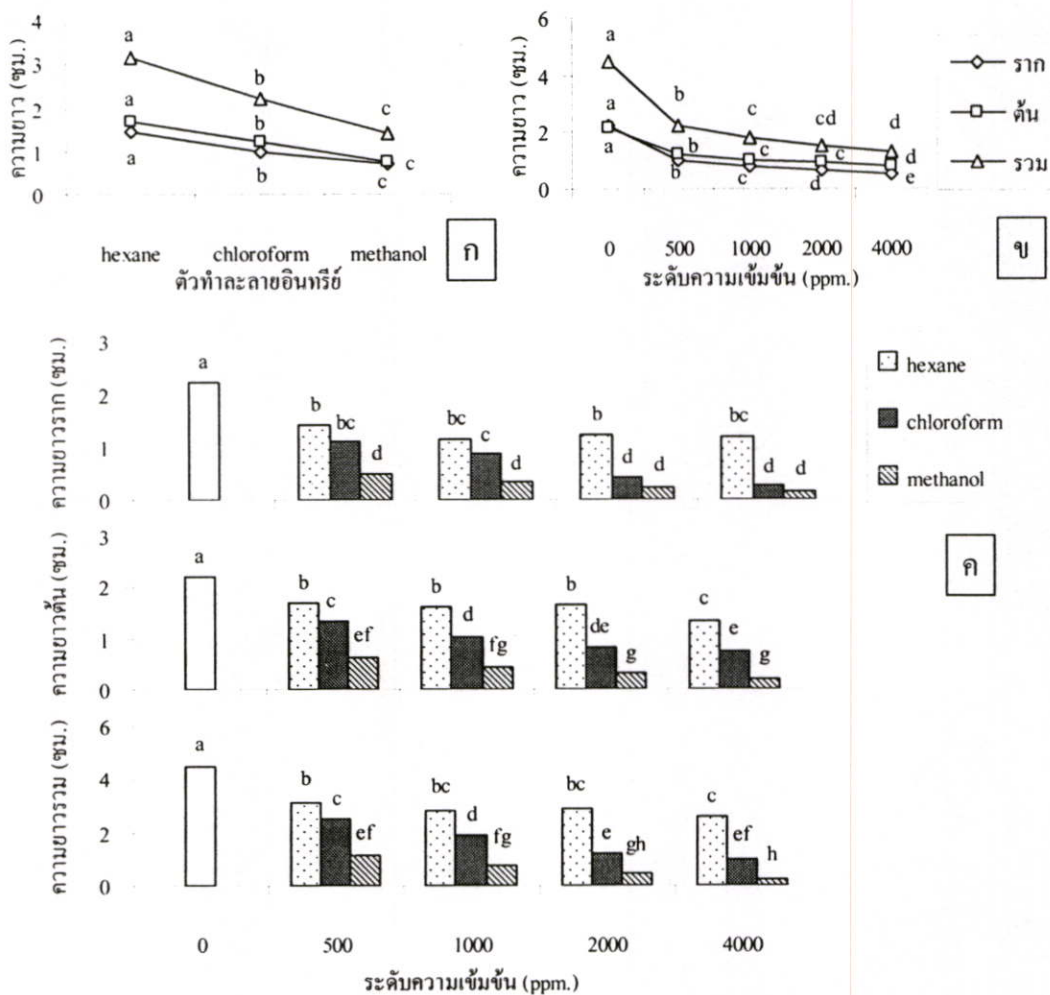 ความยาว (ซม.)
4
3
2
1
0
a
b
c
a
b
c
a
b
c
hexane chloroform methanol
ตัวทำละลายอินทรีย์
ก
ความยาว (ซม.)
6
4
2
0
a
b
c
cd
d
a
b
c
c
d
a
b
c
d
e
0 500 1000 2000 4000
ระดับความเข้มข้น (ppm.)
ราก
ต้น
รวม
ข
ความยาวราก (ซม.)
3
2
1
0
a
b bc d
bc c d
b d d
bc d d
hexane
chloroform
methanol
ความยาวต้น (ซม.)
3
2
1
0
a
b c ef
b d fg
b de g
c e g
ค
ความยาวรวม (ซม.)
6
4
2
0
a
b c ef
bc d fg
bc e gh
c ef h
0 500 1000 2000 4000
ระดับความเข้มข้น (ppm.)